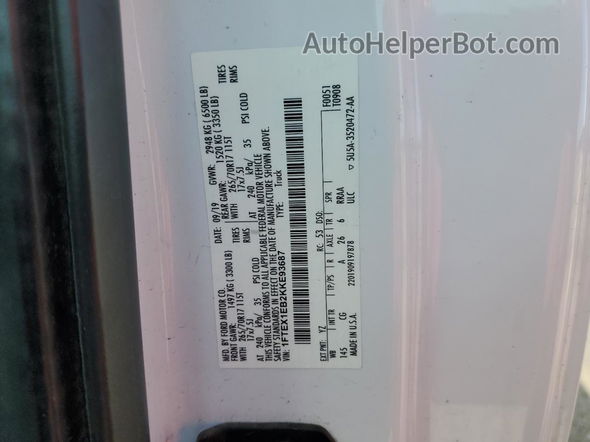 AutoHelperBot.com
MFD. BY FORD MOTOR CO. DATE: 09/19 GVWR: 2948 KG ( 6500 LB)
FRONT GAWR: 1497 KG ( 3300 LB) REAR GAWR: 1520 KG ( 3350 LB)
265/70R17 115T TIRES WITH 265/70R17 115T TIRES
17x7.5J RIMS 17x7.5J RIMS
AT 240 kPa/ 35 PSI COLD AT 240 kPa/ 35 PSI COLD
THIS VEHICLE CONFORMS TO ALL APPLICABLE FEDERAL MOTOR VEHICLE
SAFETY STANDARDS IN EFFECT ON THE DATE OF MANUFACTURE SHOWN ABOVE.
VIN: 1FTEX1EB2KKE93687 TYPE: Truck
F0051
T0908
EXT PNT: YZ RC: 53 DSO:
WB INT TR TP/PS R AXLE TR SPR
145 CG A 26 6 RRAA
MADE IN U.S.A. 2201909197878 ULC
5USA-3520472-AA